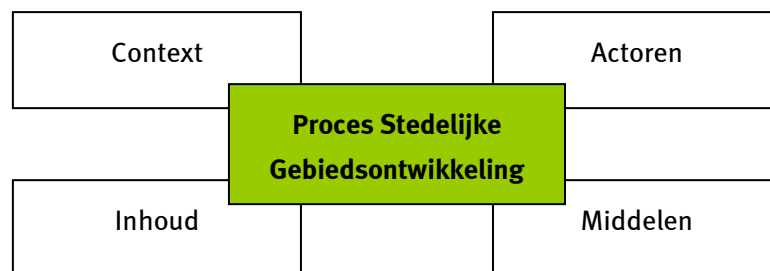 Context
Actoren
Proces Stedelijke
Gebiedsontwikkeling
Inhoud
Middelen